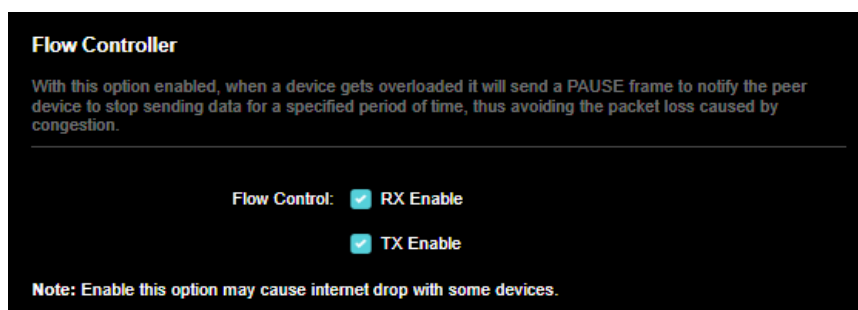 Flow Controller
With this option enabled, when a device gets overloaded it will send a PAUSE frame to notify the peer
device to stop sending data for a specified period of time, thus avoiding the packet loss caused by
congestion.
Flow Control: RX Enable
TX Enable
Note: Enable this option may cause internet drop with some devices.